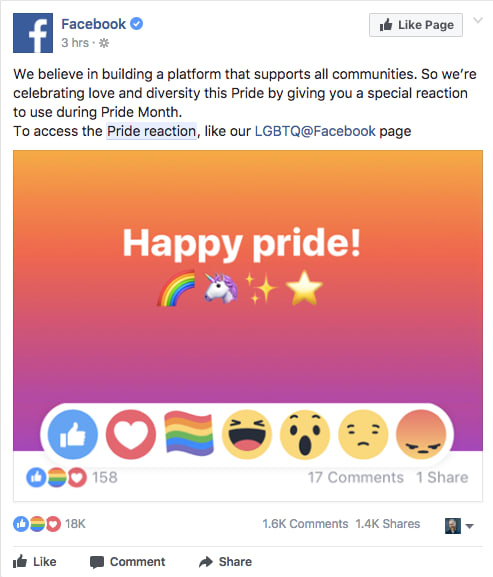 Facebook
Like Page
3 hrs ·
We believe in building a platform that supports all communities. So we're
celebrating love and diversity this Pride by giving you a special reaction
to use during Pride Month.
To access the Pride reaction, like our LGBTQ@Facebook page
Happy pride!
158 17 Comments 1 Share
18K 1.6K Comments 1.4K Shares
Like Comment Share